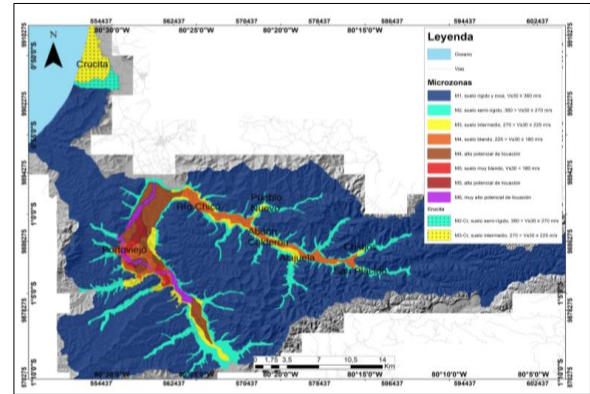 554437 562437 570437 578437 586437 594437 602437
80°30'0"S 80°25'0"S 80°20'0"S 80°15'0"S
Crucita
Río Chico
Pueblo
Nuevo
Abdón
Calderón
Alajuela
Chirijo
San Placido
Portoviejo
Leyenda
Océano
Vías
Microzonas
M1, suelo rígido y roca, Vs30 ≥ 360 m/s
M2, suelo semi-rígido, 360 > Vs30 ≥ 270 m/s
M3, suelo intermedio, 270 > Vs30 ≥ 225 m/s
M4, suelo blando, 225 > Vs30 ≥ 180 m/s
M4, alto potencial de licuación
M5, suelo muy blando, Vs30 < 180 m/s
M5, alto potencial de licuación
M6, muy alto potencial de licuación
Crucita
M2-Cr, suelo semi-rígido, 360 > Vs30 ≥ 270 m/s
M3-Cr, suelo intermedio, 270 > Vs30 ≥ 225 m/s
0 1,75 3,5 7 10,5 14
Km
80°20'0"S 80°15'0"S 80°10'0"S 80°5'0"S
554437 562437 570437 578437 586437 594437 602437